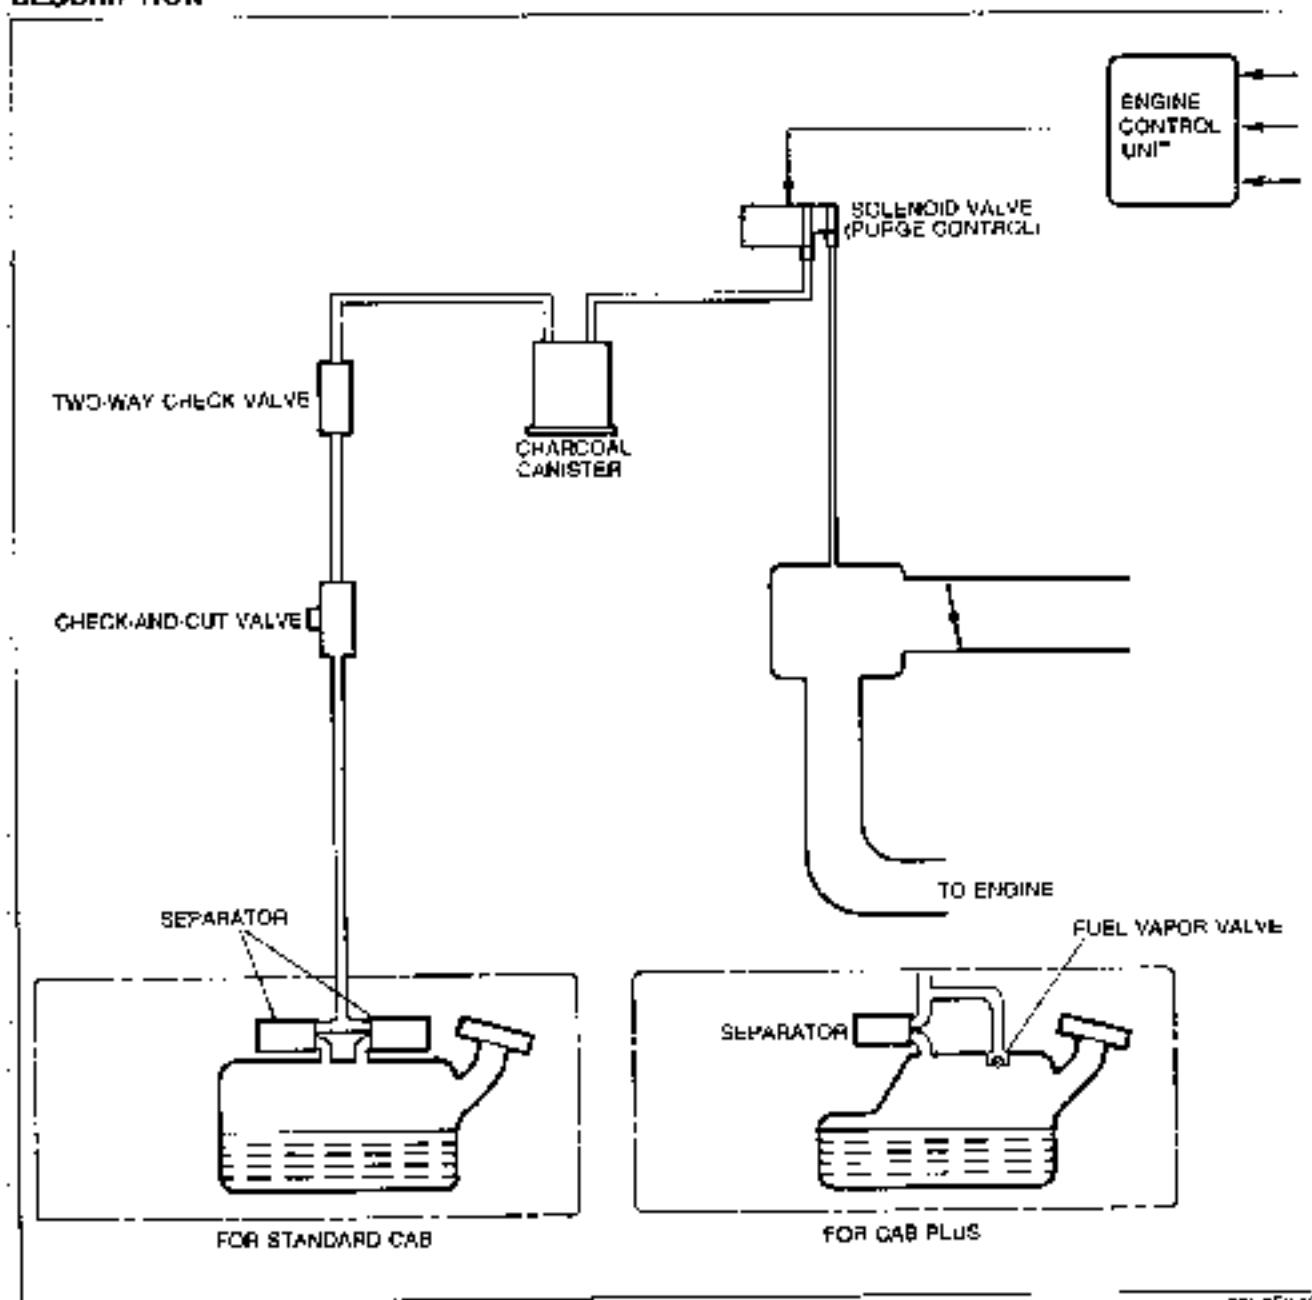 DESCRIPTION
ENGINE
CONTROL
UNIT
SOLENOID VALVE
(PURGE CONTROL)
TWO-WAY CHECK VALVE
CHARCOAL
CANISTER
CHECK-AND-CUT VALVE
TO ENGINE
SEPARATOR
FUEL VAPOR VALVE
SEPARATOR
FOR STANDARD CAB
FOR CAB PLUS